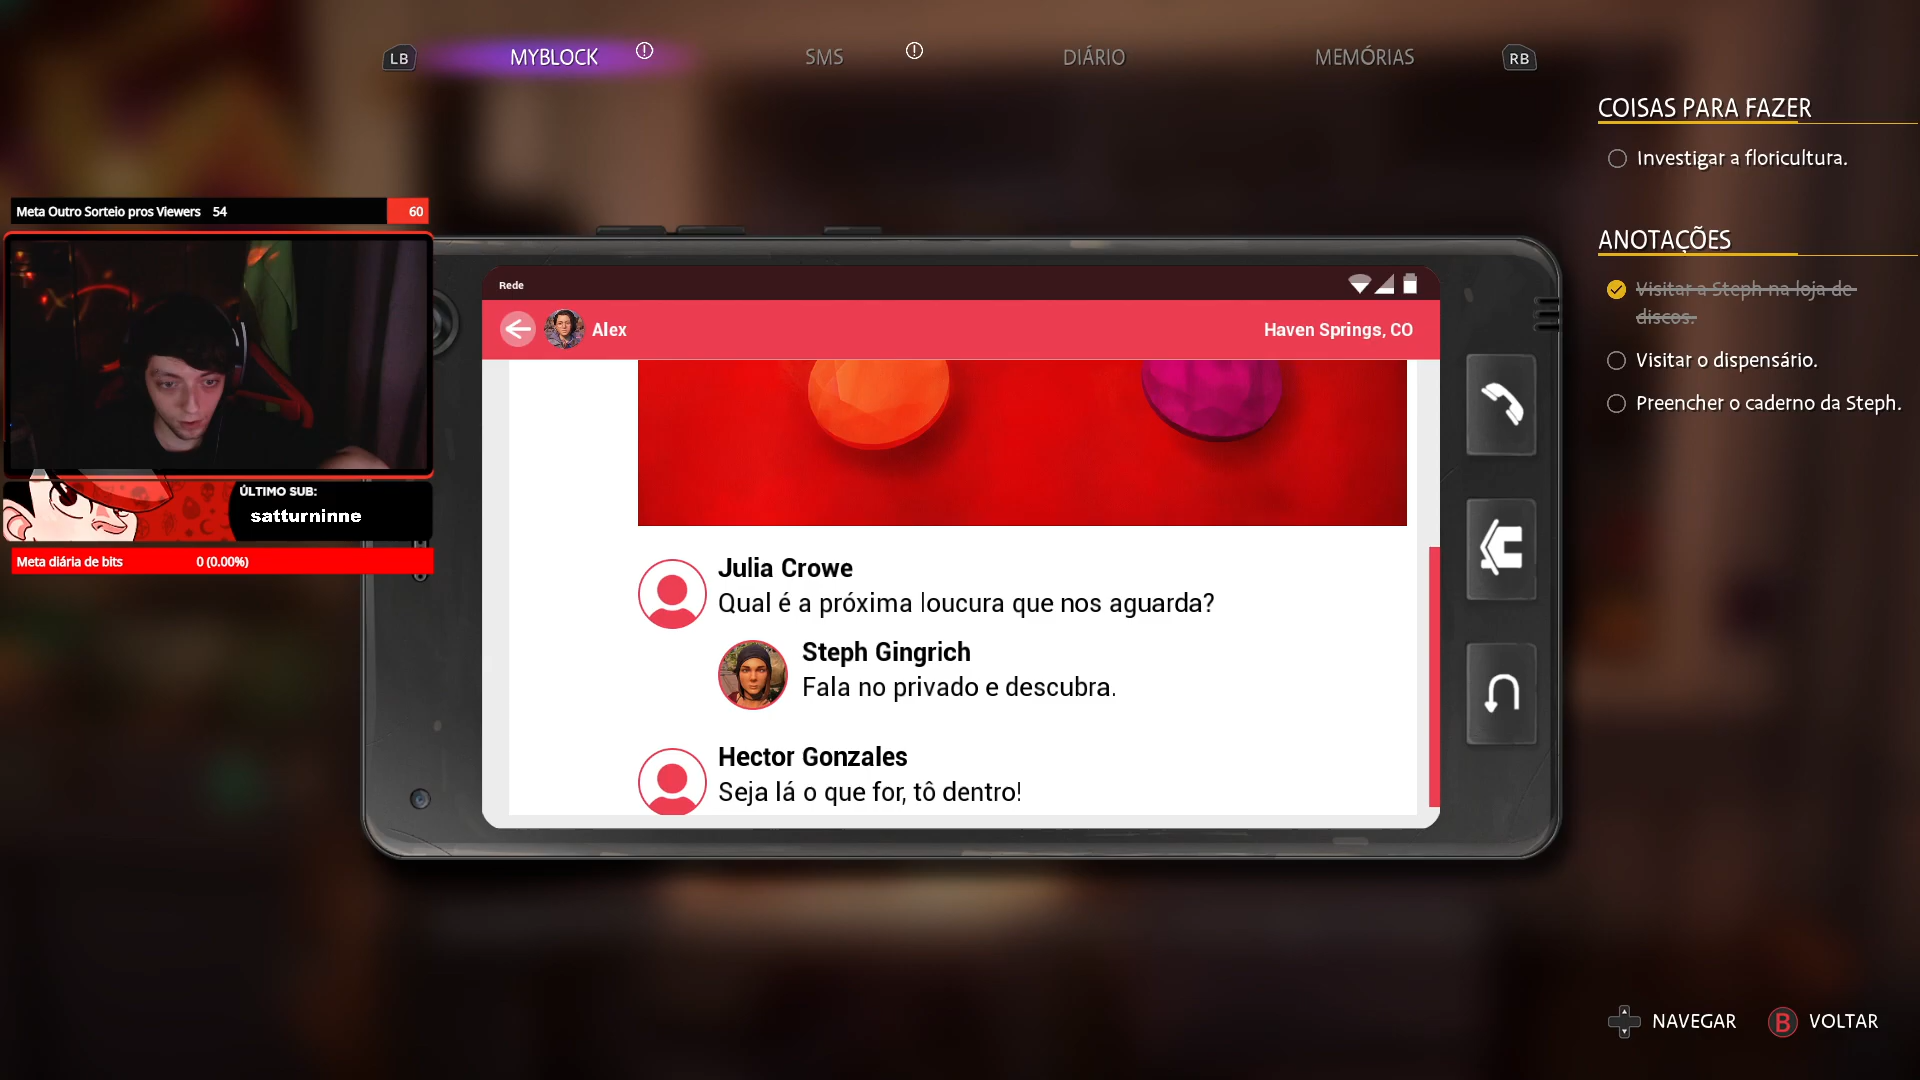 LB
MYBLOCK
SMS
DIÁRIO
MEMÓRIAS
RB
COISAS PARA FAZER
Investigar a floricultura.
ANOTAÇÕES
Visitar a Steph na loja de
discos.
Visitar o dispensário.
Preencher o caderno da Steph.
Meta Outro Sorteio pros Viewers 54
60
ÚLTIMO SUB:
satturninne
Meta diária de bits 0 (0.00%)
Rede
Alex
Haven Springs, CO
Julia Crowe
Qual é a próxima loucura que nos aguarda?
Steph Gingrich
Fala no privado e descubra.
Hector Gonzales
Seja lá o que for, tô dentro!
NAVEGAR
B VOLTAR